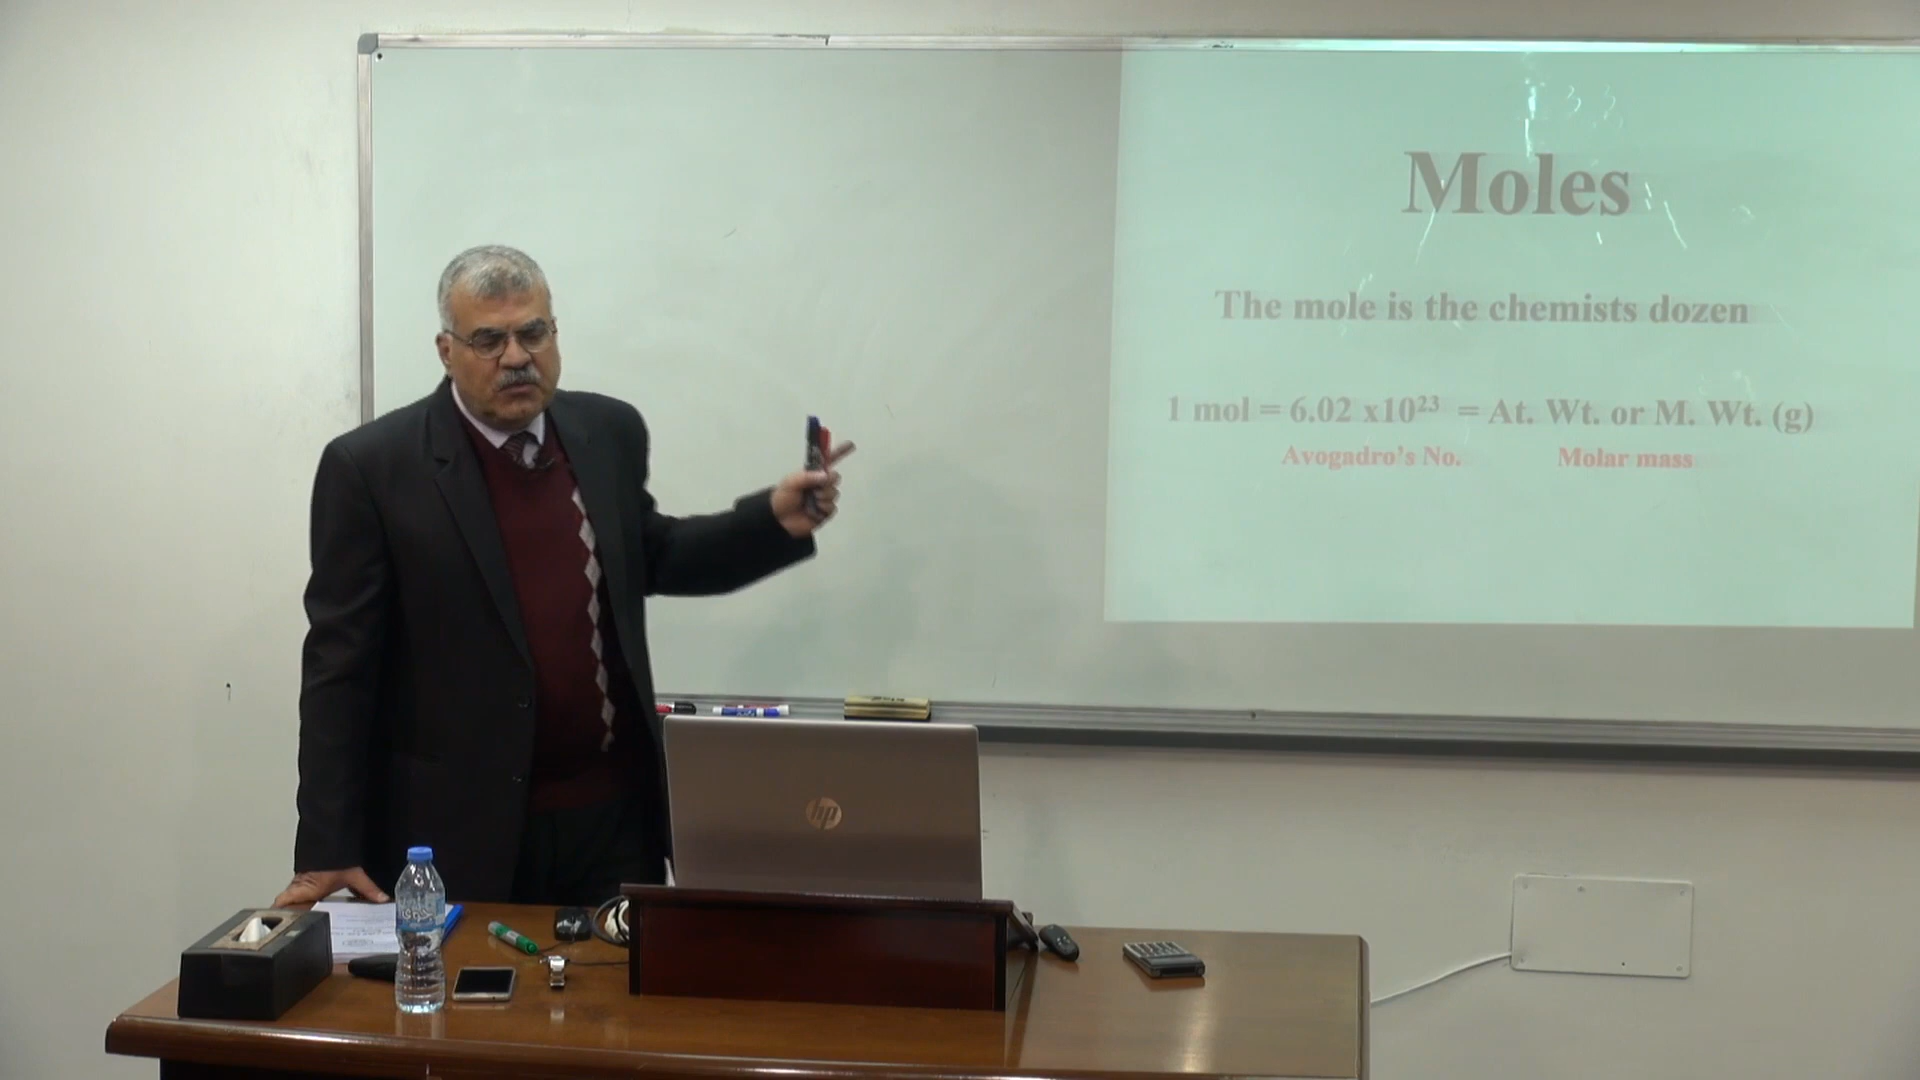 Moles
The mole is the chemists dozen
1 mol = 6.02 x10²³ = At. Wt. or M. Wt. (g)
Avogadro's No. Molar mass
hp